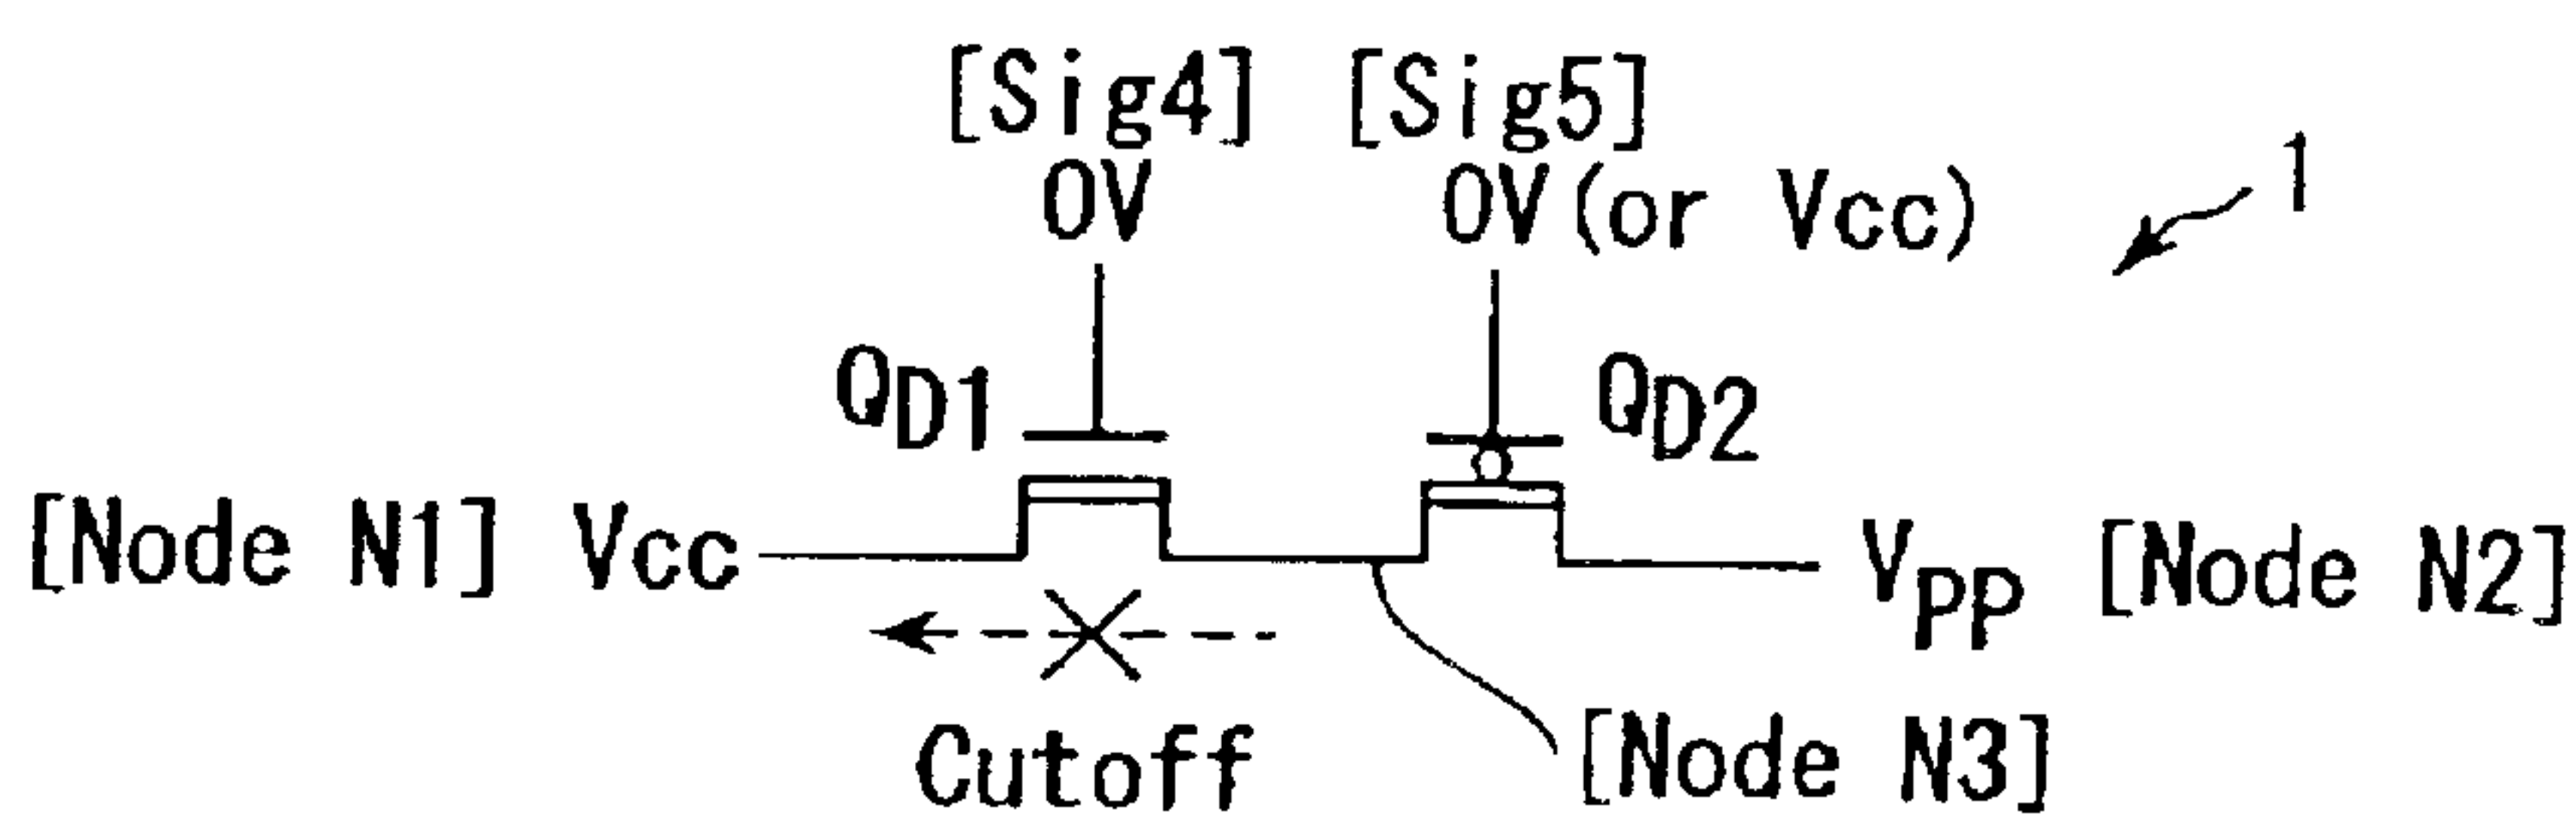 [Sig4] [Sig5]
0V 0V(or Vcc) 1
QD1 QD2
[Node N1] Vcc VPP [Node N2]
Cutoff [Node N3]